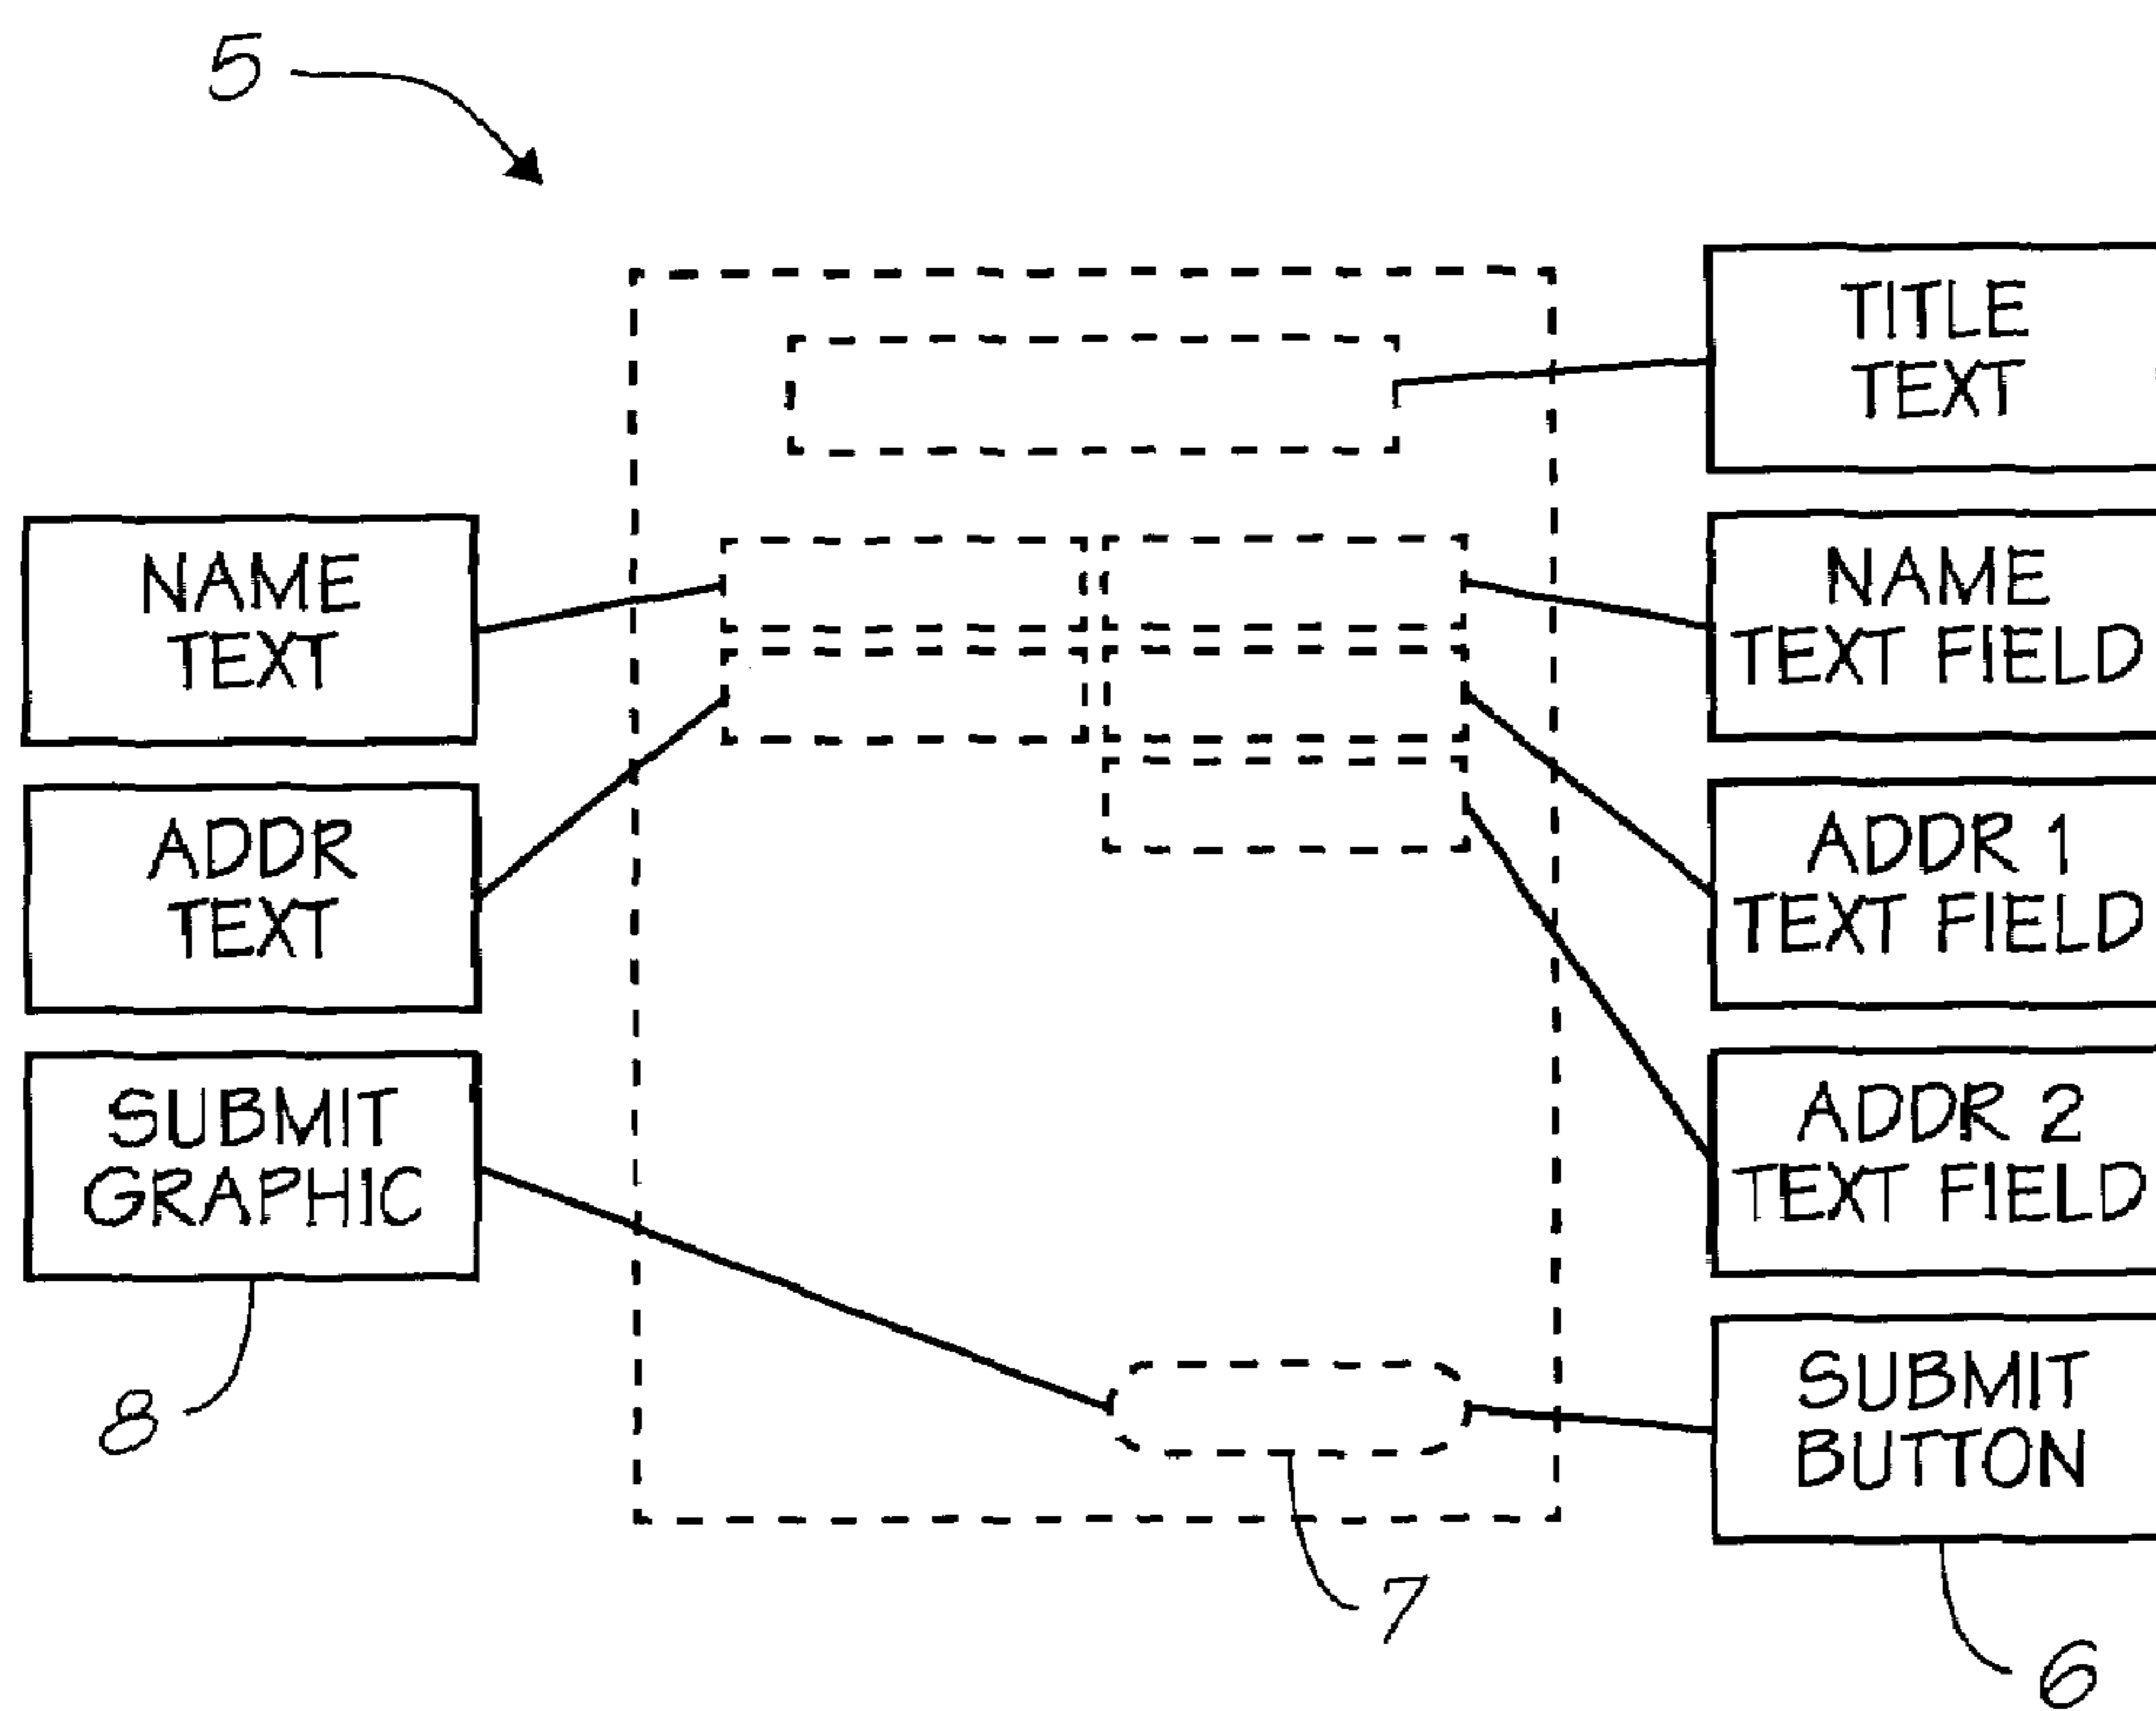 5
TITLE
TEXT
NAME
TEXT
NAME
TEXT FIELD
ADDR
TEXT
ADDR 1
TEXT FIELD
SUBMIT
GRAPHIC
ADDR 2
TEXT FIELD
SUBMIT
BUTTON
8
7
6